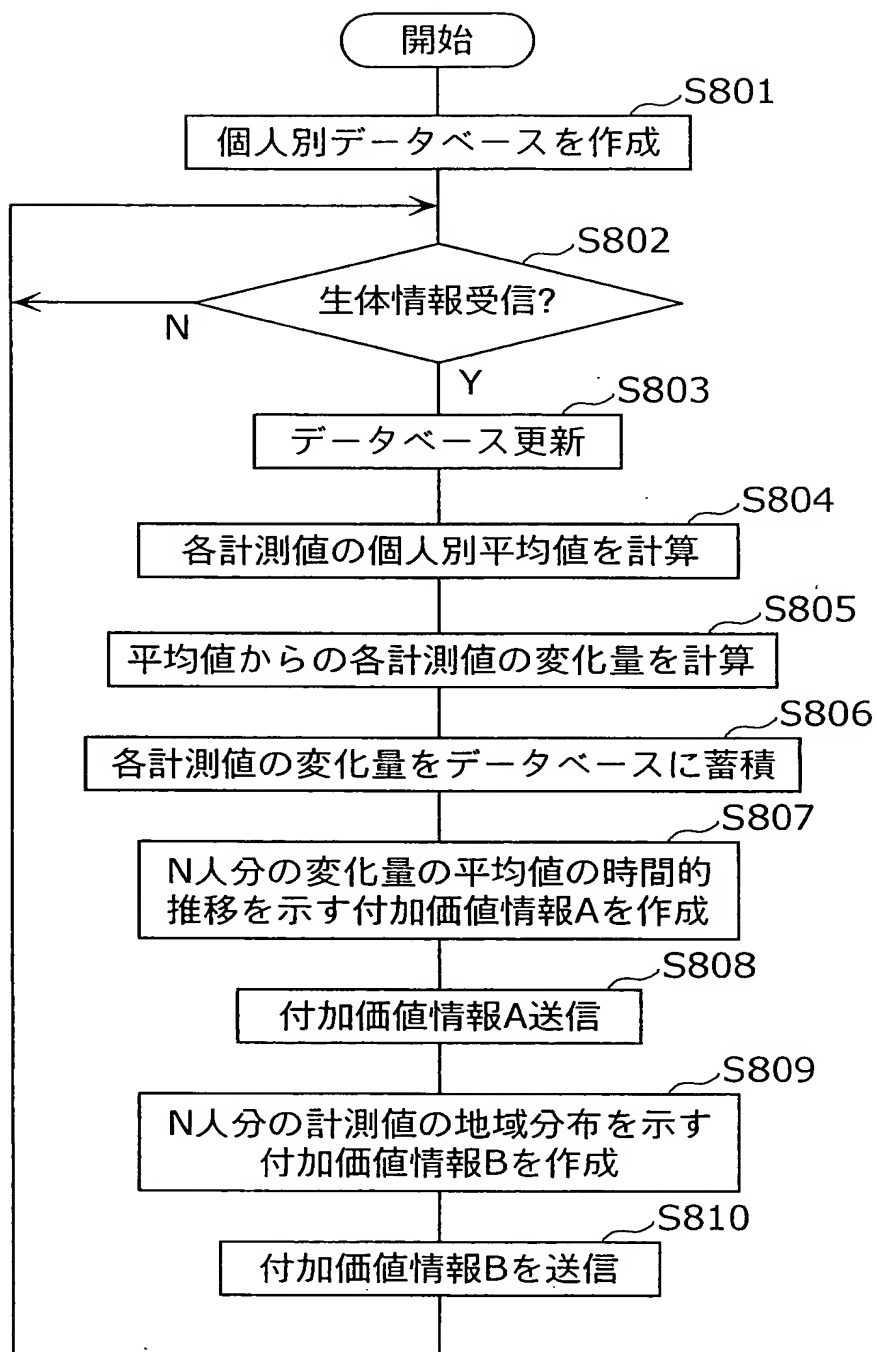 開始
S801
個人別データベースを作成
S802
生体情報受信?
N
Y
S803
データベース更新
S804
各計測値の個人別平均値を計算
S805
平均値からの各計測値の変化量を計算
S806
各計測値の変化量をデータベースに蓄積
S807
N人分の変化量の平均値の時間的
推移を示す付加価値情報Aを作成
S808
付加価値情報A送信
S809
N人分の計測値の地域分布を示す
付加価値情報Bを作成
S810
付加価値情報Bを送信